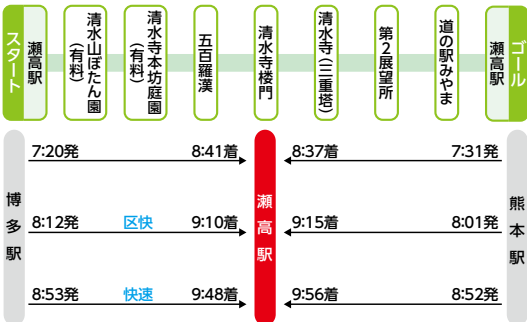 スタート
瀬高駅
清水山ぼたん園
(有料)
清水寺本坊庭園
(有料)
五百羅漢
清水寺楼門
清水寺(三重塔)
第2展望所
道の駅みやま
瀬高駅
ゴール
博多駅
7:20発
8:41着
8:37着
7:31発
8:12発
区快
9:10着
9:15着
8:01発
8:53発
快速
9:48着
9:56着
8:52発
瀬高駅
熊本駅